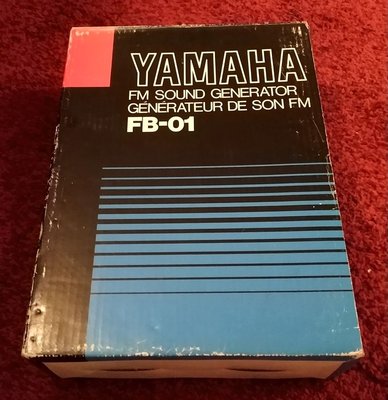 YAMAHA
FM SOUND GENERATOR
GÉNÉRATEUR DE SON FM
FB-01